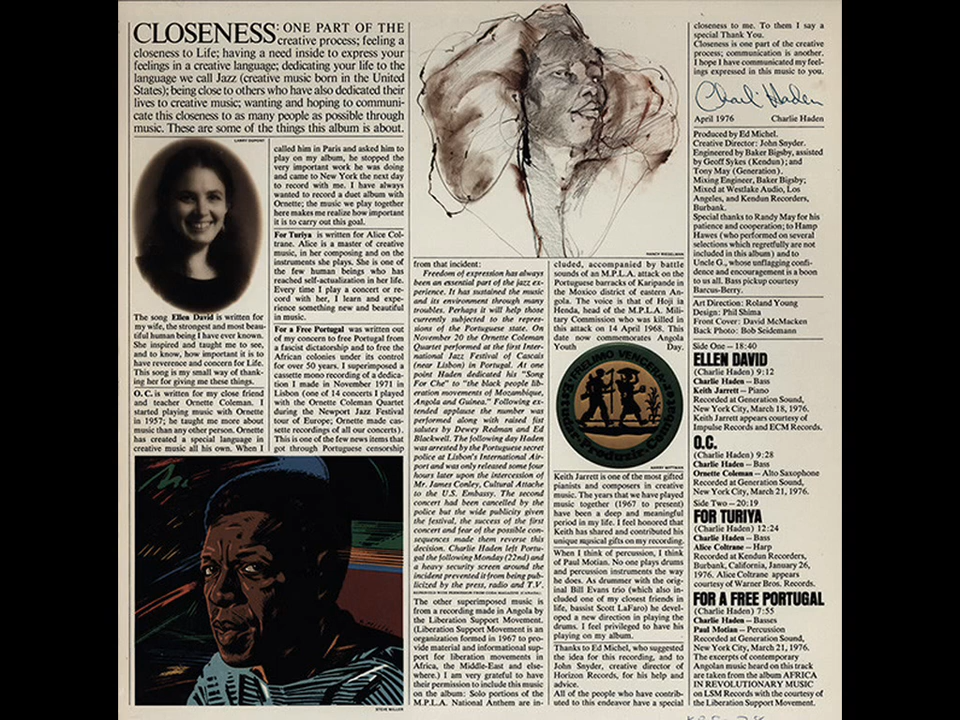 CLOSENESS: ONE PART OF THE
creative process; feeling a
closeness to Life; having a need inside to express your
feelings in a creative language; dedicating your life to the
language we call Jazz (creative music born in the United
States); being close to others who have also dedicated their
lives to creative music; wanting and hoping to communi-
cate this closeness to as many people as possible through
music. These are some of the things this album is about.
LARRY DUPONT
The song Ellen David is written for
my wife, the strongest and most beau-
tiful human being I have ever known.
She inspired and taught me to see,
and to know, how important it is to
have reverence and concern for Life.
This song is my small way of thank-
ing her for giving me these things.
O.C. is written for my close friend
and teacher Ornette Coleman. I
started playing music with Ornette
in 1957; he taught me more about
music than any other person. Ornette
has created a special language in
creative music all his own. When I
called him in Paris and asked him to
play on my album, he stopped the
very important work he was doing
and came to New York the next day
to record with me. I have always
wanted to record a duet album with
Ornette; the music we play together
here makes me realize how important
it is to carry out this goal.
For Turiya is written for Alice Col-
trane. Alice is a master of creative
music, in her composing and on the
instruments she plays. She is one of
the few human beings who has
reached self-actualization in her life.
Every time I play a concert or re-
cord with her, I learn and expe-
rience something new and beautiful
in music.
For a Free Portugal was written out
of my concern to free Portugal from
a fascist dictatorship and to free the
African colonies under its control
for over 50 years. I superimposed a
cassette mono recording of a dedica-
tion I made in November 1971 in
Lisbon (one of 14 concerts I played
with the Ornette Coleman Quartet
during the Newport Jazz Festival
tour of Europe; Ornette made cas-
sette recordings of all our concerts).
This is one of the few news items that
got through Portuguese censorship
STEVE MILLER
NANCY RIEGELMAN
from that incident:
Freedom of expression has always
been an essential part of the jazz ex-
perience. It has sustained the music
and its environment through many
troubles. Perhaps it will help those
currently subjected to the repres-
sions of the Portuguese state. On
November 20 the Ornette Coleman
Quartet performed at the first Inter-
national Jazz Festival of Cascais
(near Lisbon) in Portugal. At one
point Haden dedicated his "Song
For Che" to "the black people lib-
eration movements of Mozambique,
Angola and Guinea." Following ex-
tended applause the number was
performed along with raised fist
salutes by Dewey Redman and Ed
Blackwell. The following day Haden
was arrested by the Portuguese secret
police at Lisbon's International Air-
port and was only released some four
hours later upon the intercession of
Mr. James Conley, Cultural Attache
to the U.S. Embassy. The second
concert had been cancelled by the
police but the wide publicity given
the festival, the success of the first
concert and fear of the possible con-
sequences made them reverse this
decision. Charlie Haden left Portu-
gal the following Monday (22nd) and
a heavy security screen around the
incident prevented it from being pub-
licized by the press, radio and T.V.
REPRINTED WITH PERMISSION FROM CODA MAGAZINE (CANADA).
The other superimposed music is
from a recording made in Angola by
the Liberation Support Movement.
(Liberation Support Movement is an
organization formed in 1967 to pro-
vide material and informational sup-
port for liberation movements in
Africa, the Middle-East and else-
where.) I am very grateful to have
their permission to include this music
on the album: Solo portions of the
M.P.L.A. National Anthem are in-
cluded, accompanied by battle
sounds of an M.P.L.A. attack on the
Portuguese barracks of Karipande in
the Moxico district of eastern An-
gola. The voice is that of Hoji ia
Henda, head of the M.P.L.A. Mili-
tary Commission who was killed in
this attack on 14 April 1968. This
date now commemorates Angola
Youth Day.
Estudar, Produzir, Combater
HARRY MITTMAN
Keith Jarrett is one of the most gifted
pianists and composers in creative
music. The years that we have played
music together (1967 to present)
have been a deep and meaningful
period in my life. I feel honored that
Keith has shared and contributed his
unique musical gifts on my recording.
When I think of percussion, I think
of Paul Motian. No one plays drums
and percussion instruments the way
he does. As drummer with the orig-
inal Bill Evans trio (which also in-
cluded one of my closest friends in
life, bassist Scott LaFaro) he devel-
oped a new direction in playing the
drums. I feel privileged to have his
playing on my album.
Thanks to Ed Michel, who suggested
the idea for this recording, and to
John Snyder, creative director of
Horizon Records, for his help and
advice.
All of the people who have contrib-
uted to this endeavor have a special
closeness to me. To them I say a
special Thank You.
Closeness is one part of the creative
process; communication is another.
I hope I have communicated my feel-
ings expressed in this music to you.
Charlie Haden
April 1976 Charlie Haden
Produced by Ed Michel.
Creative Director: John Snyder.
Engineered by Baker Bigsby, assisted
by Geoff Sykes (Kendun); and
Tony May (Generation).
Mixing Engineer, Baker Bigsby;
Mixed at Westlake Audio, Los
Angeles, and Kendun Recorders,
Burbank.
Special thanks to Randy May for his
patience and cooperation; to Hamp
Hawes (who performed on several
selections which regretfully are not
included in this album) and to
Uncle G., whose unflagging confi-
dence and encouragement is a boon
to us all. Bass pickup courtesy
Barcus-Berry.
Art Direction: Roland Young
Design: Phil Shima
Front Cover: David McMacken
Back Photo: Bob Seidemann
Side One – 18:40
ELLEN DAVID
(Charlie Haden) 9:12
Charlie Haden – Bass
Keith Jarrett – Piano
Recorded at Generation Sound,
New York City, March 18, 1976.
Keith Jarrett appears courtesy of
Impulse Records and ECM Records.
O.C.
(Charlie Haden) 9:28
Charlie Haden – Bass
Ornette Coleman – Alto Saxophone
Recorded at Generation Sound,
New York City, March 21, 1976.
Side Two – 20:19
FOR TURIYA
(Charlie Haden) 12:24
Charlie Haden – Bass
Alice Coltrane – Harp
Recorded at Kendun Recorders,
Burbank, California, January 26,
1976. Alice Coltrane appears
courtesy of Warner Bros. Records.
FOR A FREE PORTUGAL
(Charlie Haden) 7:55
Charlie Haden – Basses
Paul Motian – Percussion
Recorded at Generation Sound,
New York City, March 21, 1976.
The excerpts of contemporary
Angolan music heard on this track
are taken from the album AFRICA
IN REVOLUTIONARY MUSIC
on LSM Records with the courtesy of
the Liberation Support Movement.